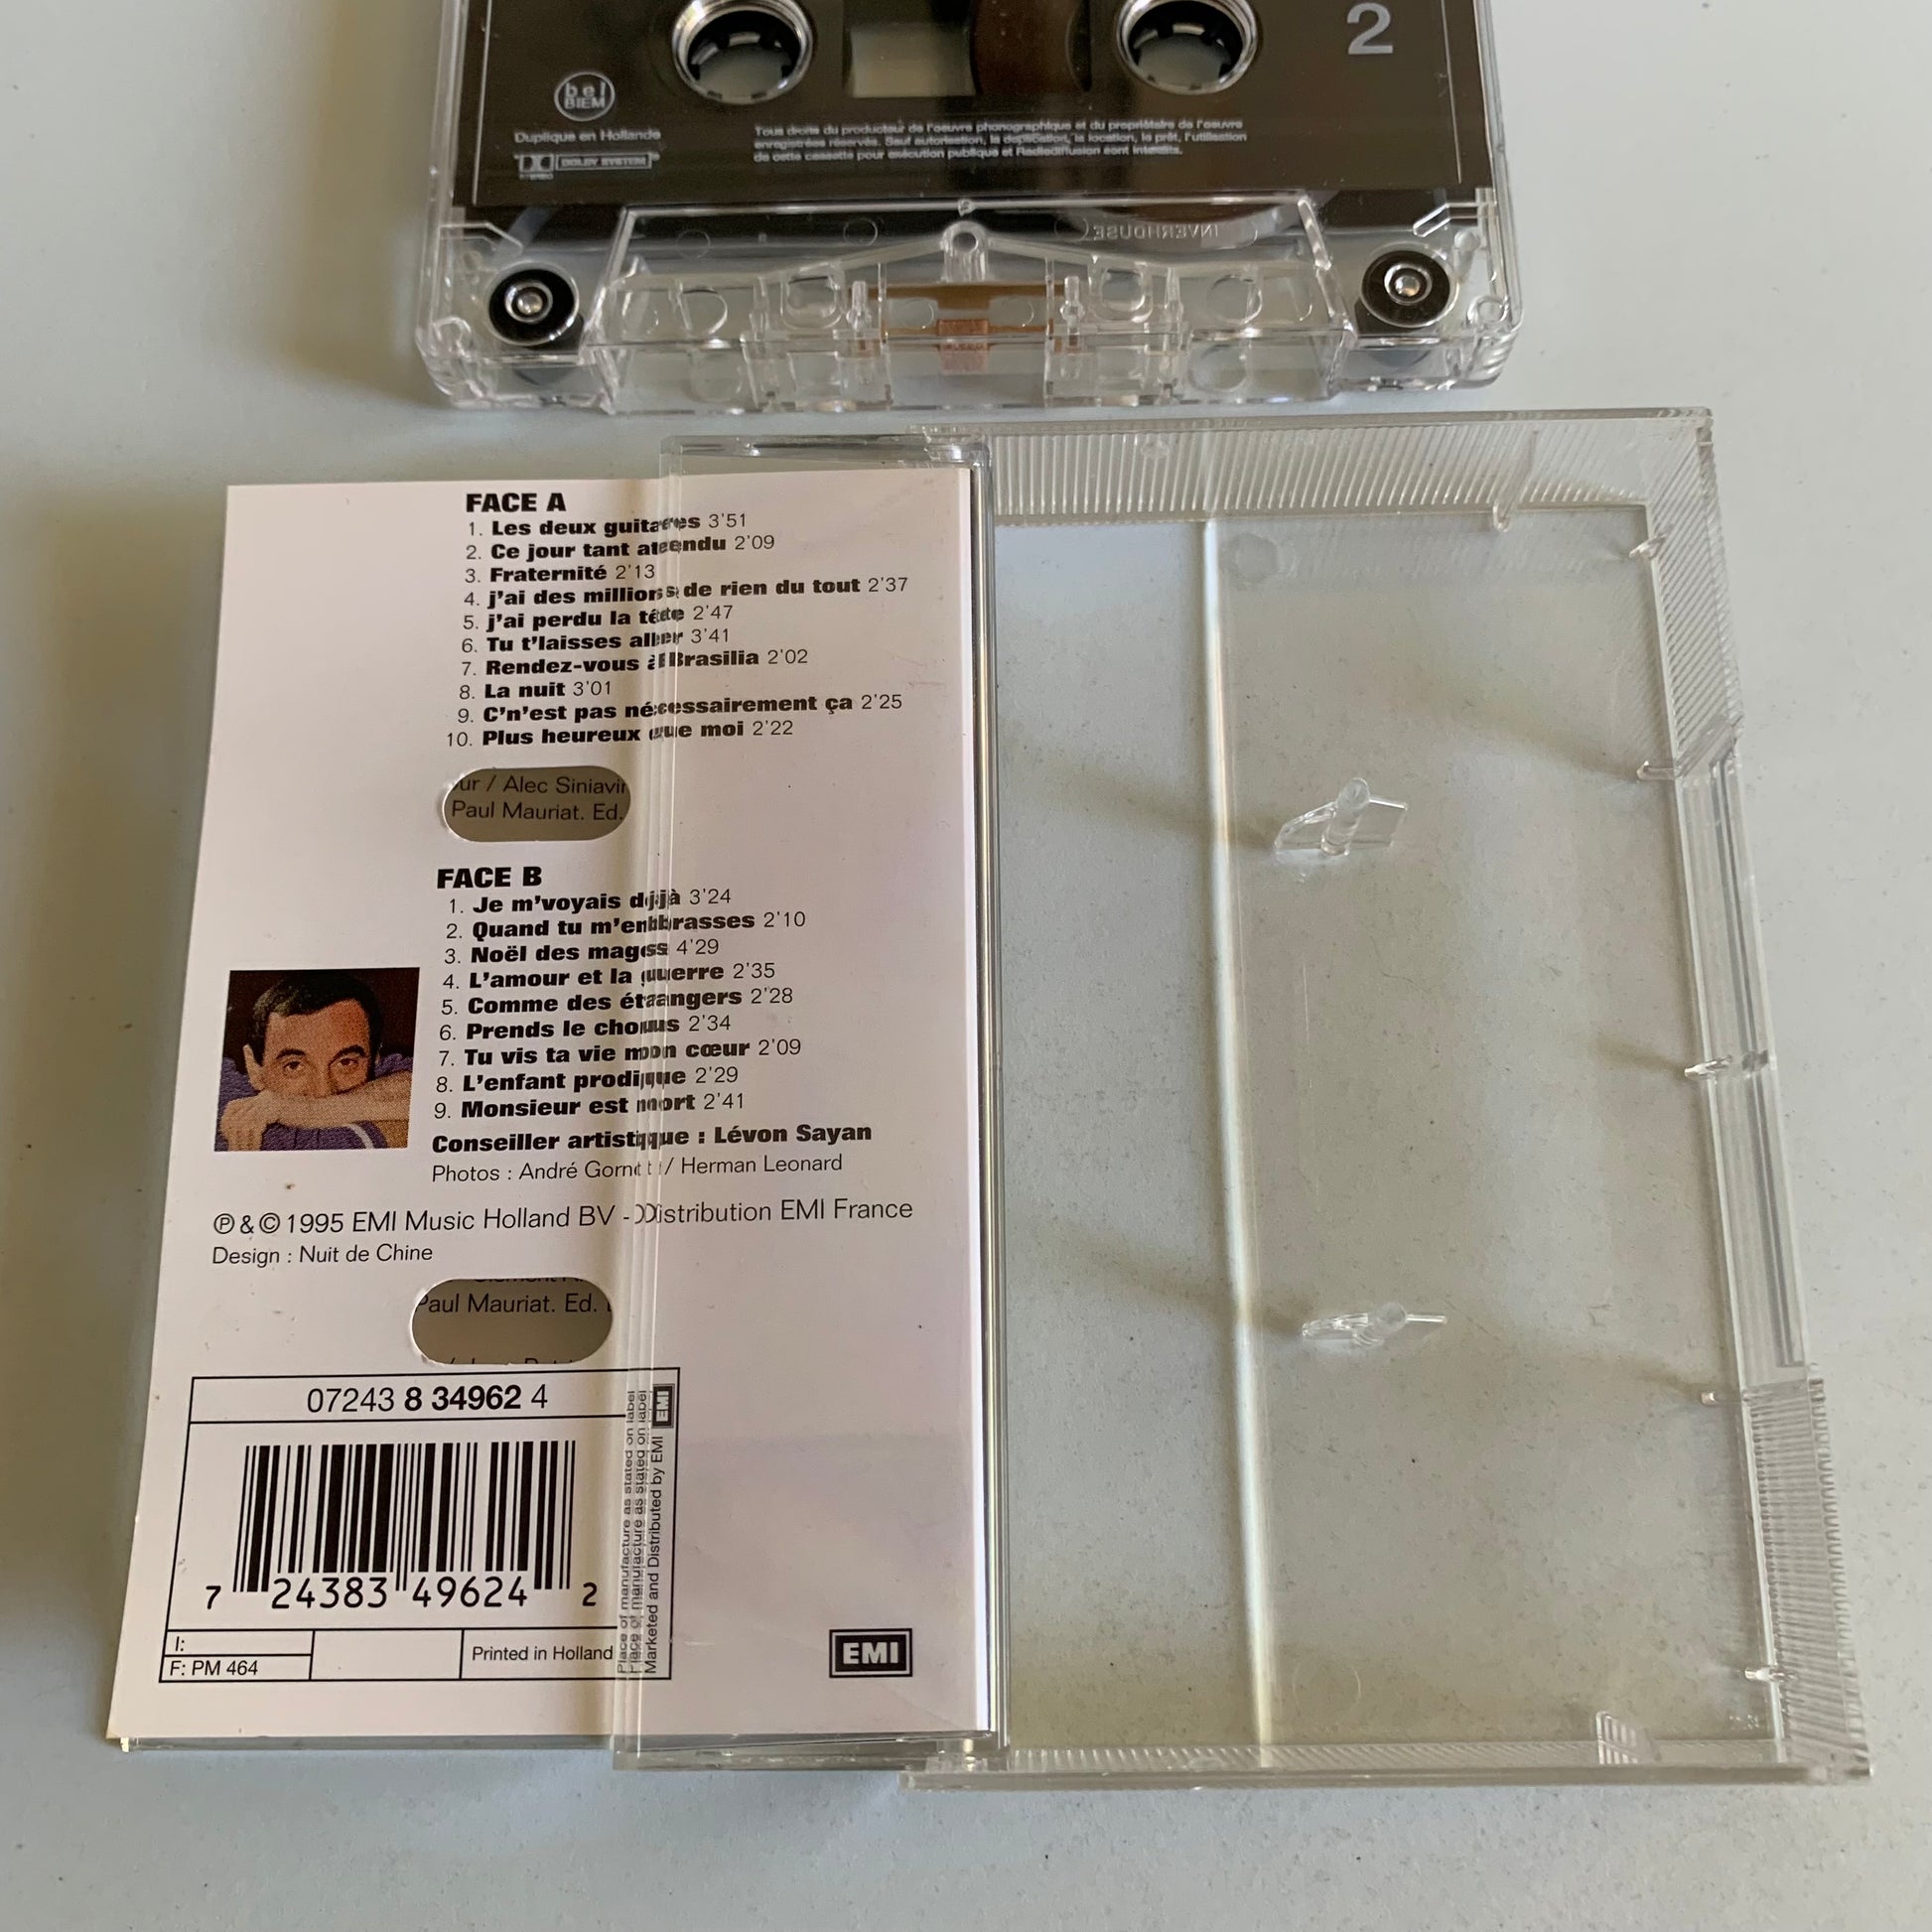 2
bel
BIEM
Duplique en Hollande
DOLBY SYSTEM
STEREO
Tous droits du producteur de l'oeuvre phonographique et du propriétaire de l'oeuvre
enregistrées réservés. Sauf autorisation, la duplication, la location, le prêt, l'utilisation
de cette cassette pour exécution publique et Radiodiffusion sont interdits.
INVERHOUSE
FACE A
1. Les deux guitares 3'51
2. Ce jour tant attendu 2'09
3. Fraternité 2'13
4. j'ai des millions de rien du tout 2'37
5. j'ai perdu la tête 2'47
6. Tu t'laisses aller 3'41
7. Rendez-vous à Brasilia 2'02
8. La nuit 3'01
9. C'n'est pas nécessairement ça 2'25
10. Plus heureux que moi 2'22
ur / Alec Siniavin
Paul Mauriat. Ed.
FACE B
1. Je m'voyais déjà 3'24
2. Quand tu m'embrasses 2'10
3. Noël des mages 4'29
4. L'amour et la guerre 2'35
5. Comme des étrangers 2'28
6. Prends le chorus 2'34
7. Tu vis ta vie mon cœur 2'09
8. L'enfant prodigue 2'29
9. Monsieur est mort 2'41
Conseiller artistique : Lévon Sayan
Photos : André Gornet / Herman Leonard
℗ & © 1995 EMI Music Holland BV - Distribution EMI France
Design : Nuit de Chine
Paul Mauriat. Ed.
07243 8 34962 4
7 24383 49624 2
I:
F: PM 464
Printed in Holland
Place of manufacture as stated on label
Marketed and Distributed by EMI
EMI
EMI